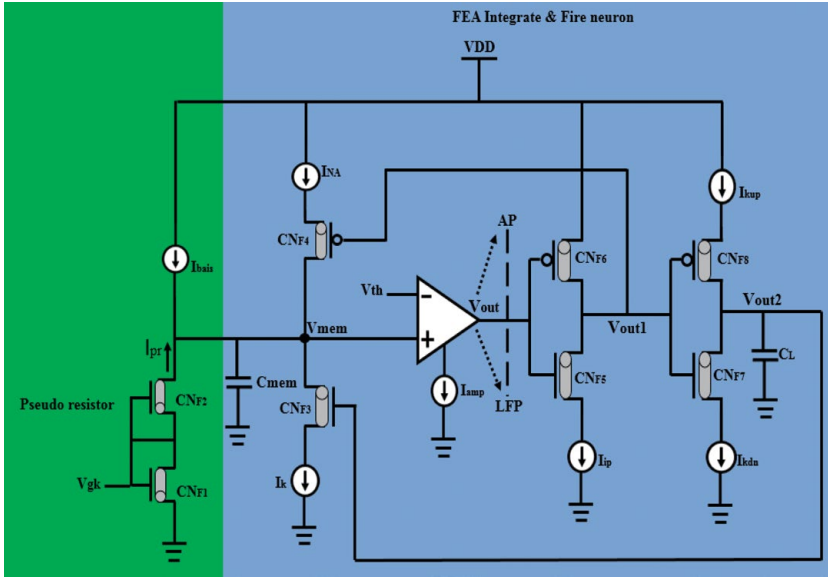 FEA Integrate & Fire neuron
VDD
INA
Ikup
CNF4
AP
CNF6
CNF8
Ibais
Vth
-
Vout
Vout2
Vmem
+
Vout1
Ipr
Cmem
Iamp
CNF5
CNF7
CL
CNF2
CNF3
LFP
Pseudo resistor
Vgk
CNF1
Ik
Iip
Ikdn